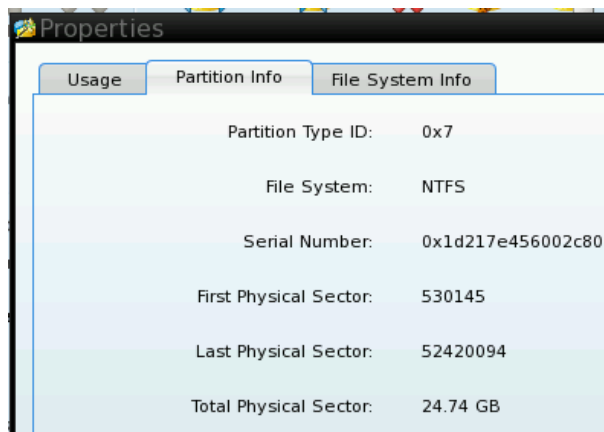 Properties
Usage Partition Info File System Info
Partition Type ID: 0x7
File System: NTFS
Serial Number: 0x1d217e456002c80
First Physical Sector: 530145
Last Physical Sector: 52420094
Total Physical Sector: 24.74 GB